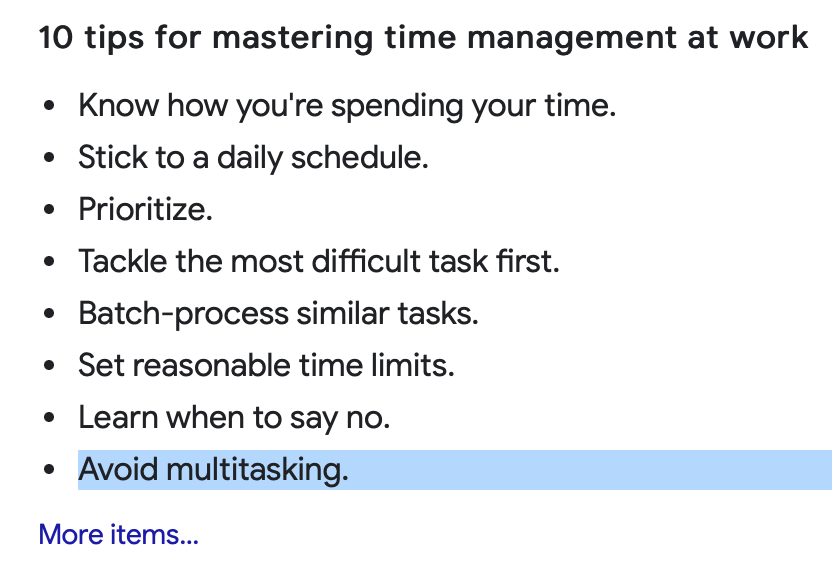 10 tips for mastering time management at work
• Know how you're spending your time.
• Stick to a daily schedule.
• Prioritize.
• Tackle the most difficult task first.
• Batch-process similar tasks.
• Set reasonable time limits.
• Learn when to say no.
• Avoid multitasking.
More items...